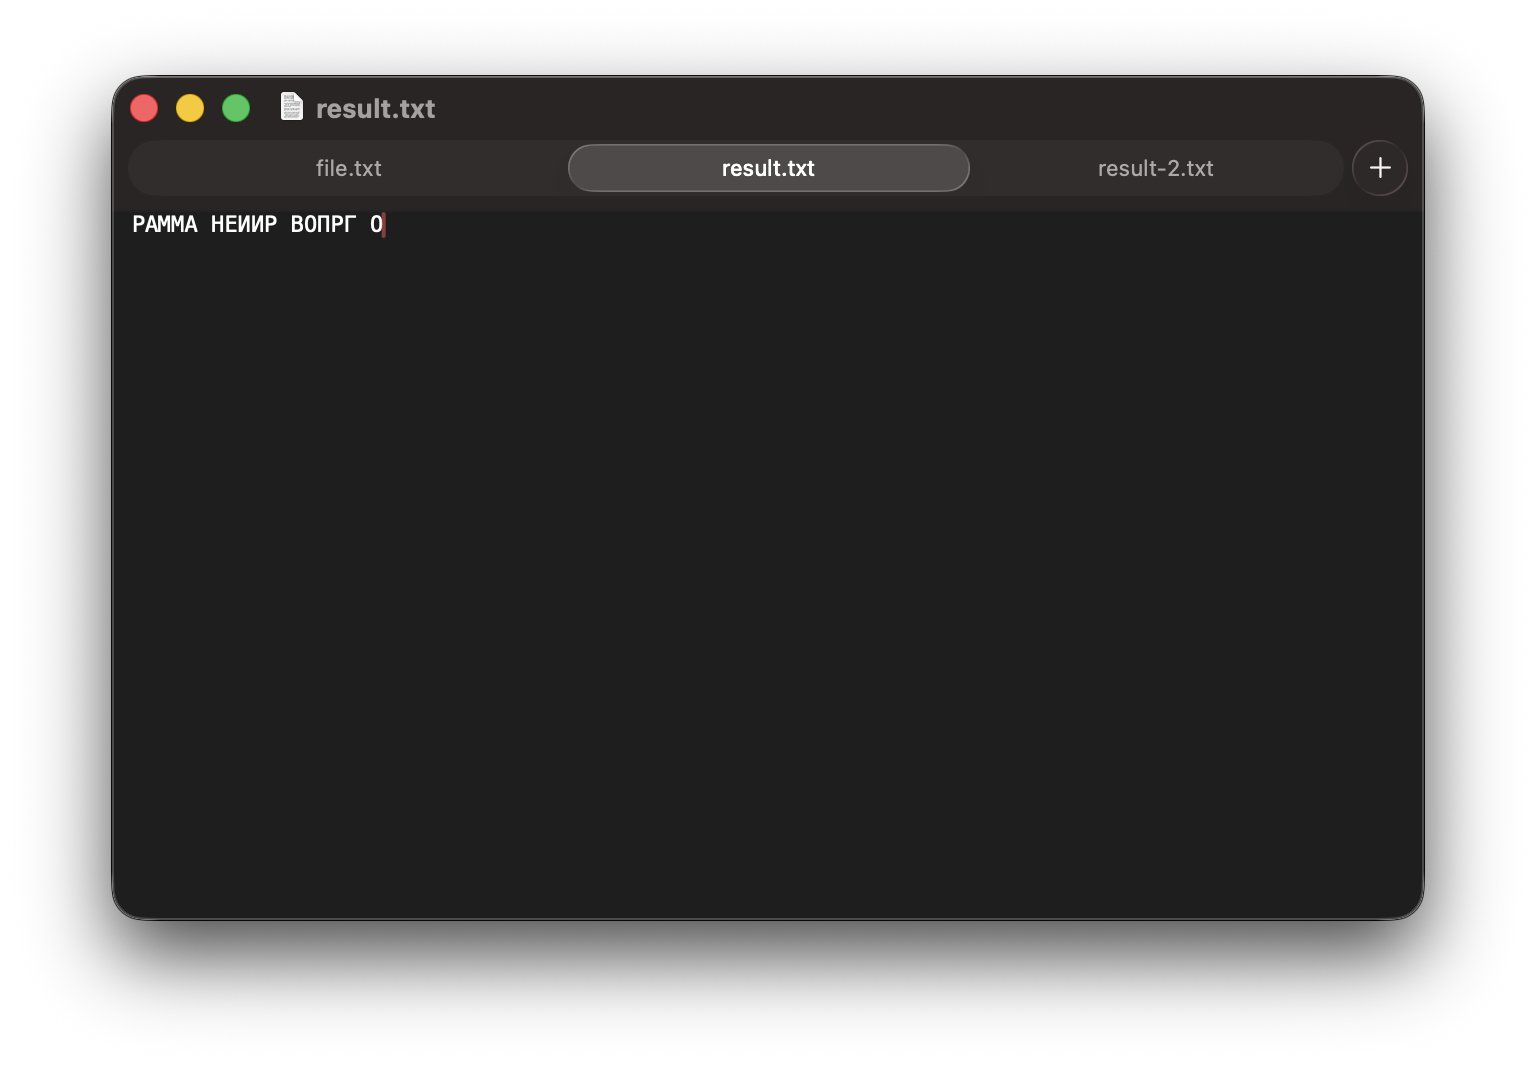 result.txt
file.txt result.txt result-2.txt
РАММА НЕИИР ВОПРГ О